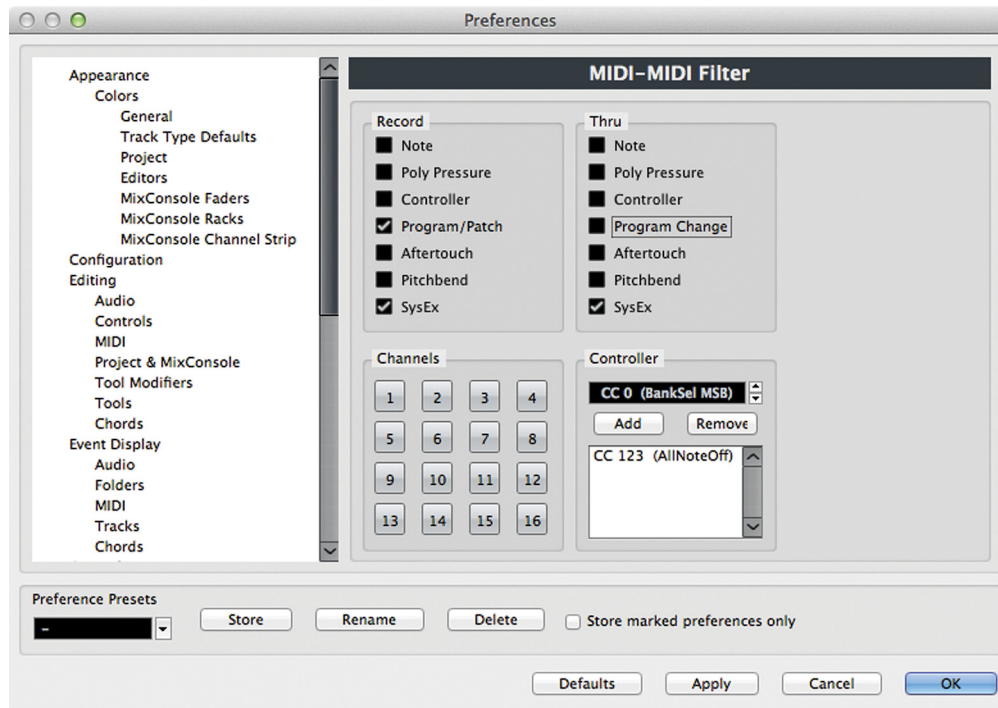 Preferences
Appearance
Colors
General
Track Type Defaults
Project
Editors
MixConsole Faders
MixConsole Racks
MixConsole Channel Strip
Configuration
Editing
Audio
Controls
MIDI
Project & MixConsole
Tool Modifiers
Tools
Chords
Event Display
Audio
Folders
MIDI
Tracks
Chords
MIDI-MIDI Filter
Record
Note
Poly Pressure
Controller
Program/Patch
Aftertouch
Pitchbend
SysEx
Thru
Note
Poly Pressure
Controller
Program Change
Aftertouch
Pitchbend
SysEx
Channels
1 2 3 4
5 6 7 8
9 10 11 12
13 14 15 16
Controller
CC 0 (BankSel MSB)
Add Remove
CC 123 (AllNoteOff)
Preference Presets
–
Store Rename Delete Store marked preferences only
Defaults Apply Cancel OK